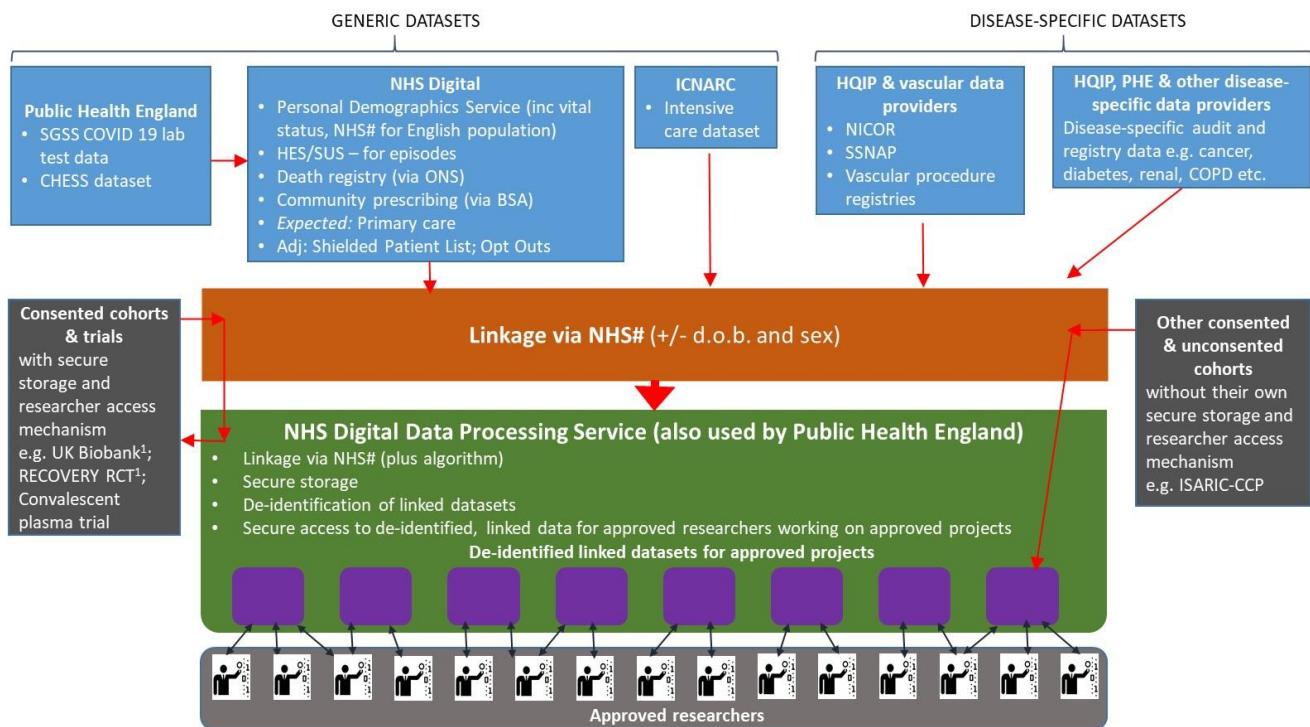 GENERIC DATASETS
DISEASE-SPECIFIC DATASETS
Public Health England
• SGSS COVID 19 lab
test data
• CHESS dataset
NHS Digital
• Personal Demographics Service (inc vital
status, NHS# for English population)
• HES/SUS – for episodes
• Death registry (via ONS)
• Community prescribing (via BSA)
• Expected: Primary care
• Adj: Shielded Patient List; Opt Outs
ICNARC
• Intensive
care dataset
HQIP & vascular data
providers
• NICOR
• SSNAP
• Vascular procedure
registries
HQIP, PHE & other disease-
specific data providers
Disease-specific audit and
registry data e.g. cancer,
diabetes, renal, COPD etc.
Linkage via NHS# (+/- d.o.b. and sex)
Consented cohorts
& trials
with secure
storage and
researcher access
mechanism
e.g. UK Biobank¹;
RECOVERY RCT¹;
Convalescent
plasma trial
Other consented
& unconsented
cohorts
without their own
secure storage and
researcher access
mechanism
e.g. ISARIC-CCP
NHS Digital Data Processing Service (also used by Public Health England)
• Linkage via NHS# (plus algorithm)
• Secure storage
• De-identification of linked datasets
• Secure access to de-identified, linked data for approved researchers working on approved projects
De-identified linked datasets for approved projects
Approved researchers